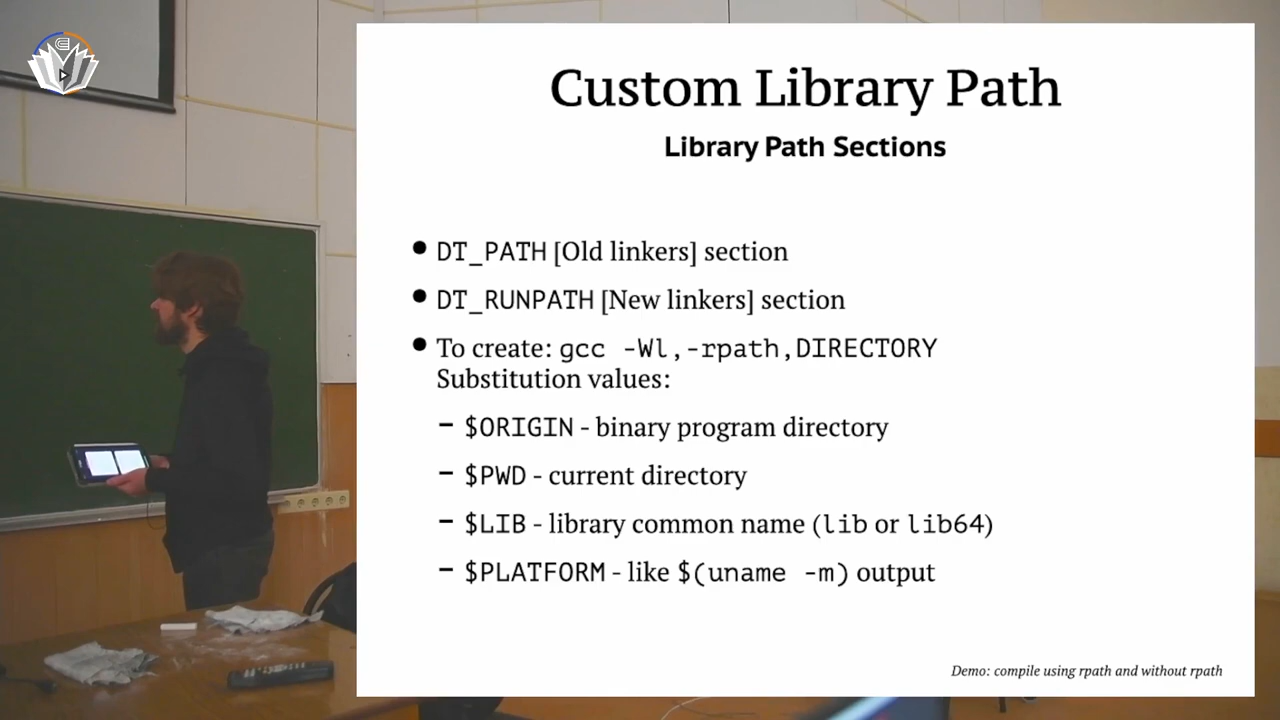 Custom Library Path
Library Path Sections
● DT_PATH [Old linkers] section
● DT_RUNPATH [New linkers] section
● To create: gcc -Wl,-rpath,DIRECTORY
Substitution values:
– $ORIGIN - binary program directory
– $PWD - current directory
– $LIB - library common name (lib or lib64)
– $PLATFORM - like $(uname -m) output
Demo: compile using rpath and without rpath